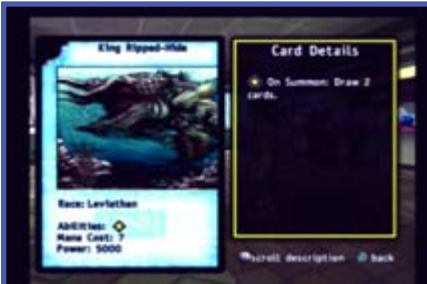 King Ripped-Hide
Race: Leviathan
Abilities:
Mana Cost: 7
Power: 5000
Card Details
On Summon: Draw 2
cards.
scroll description
back